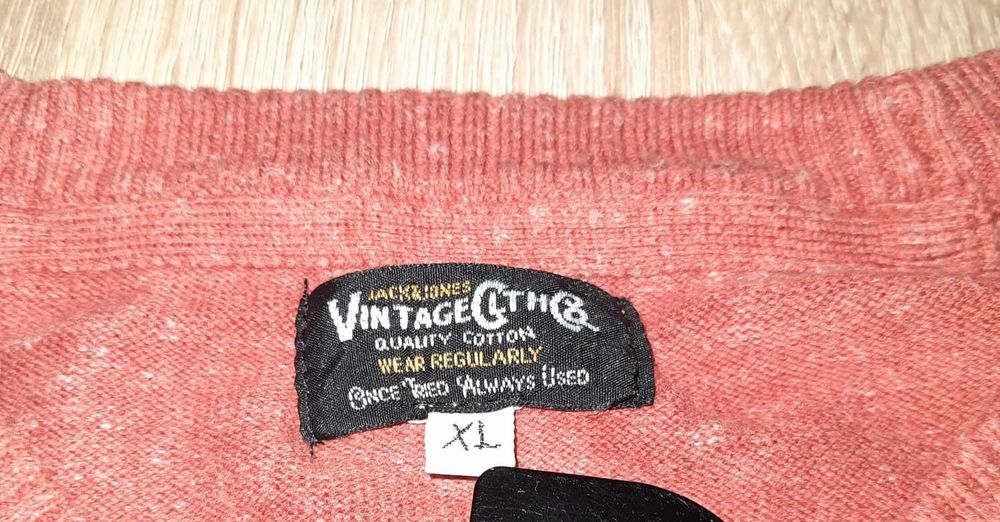 JACK&JONES
VINTAGE CLTH CO.
QUALITY COTTON
WEAR REGULARLY
ONCE TRIED ALWAYS USED
XL